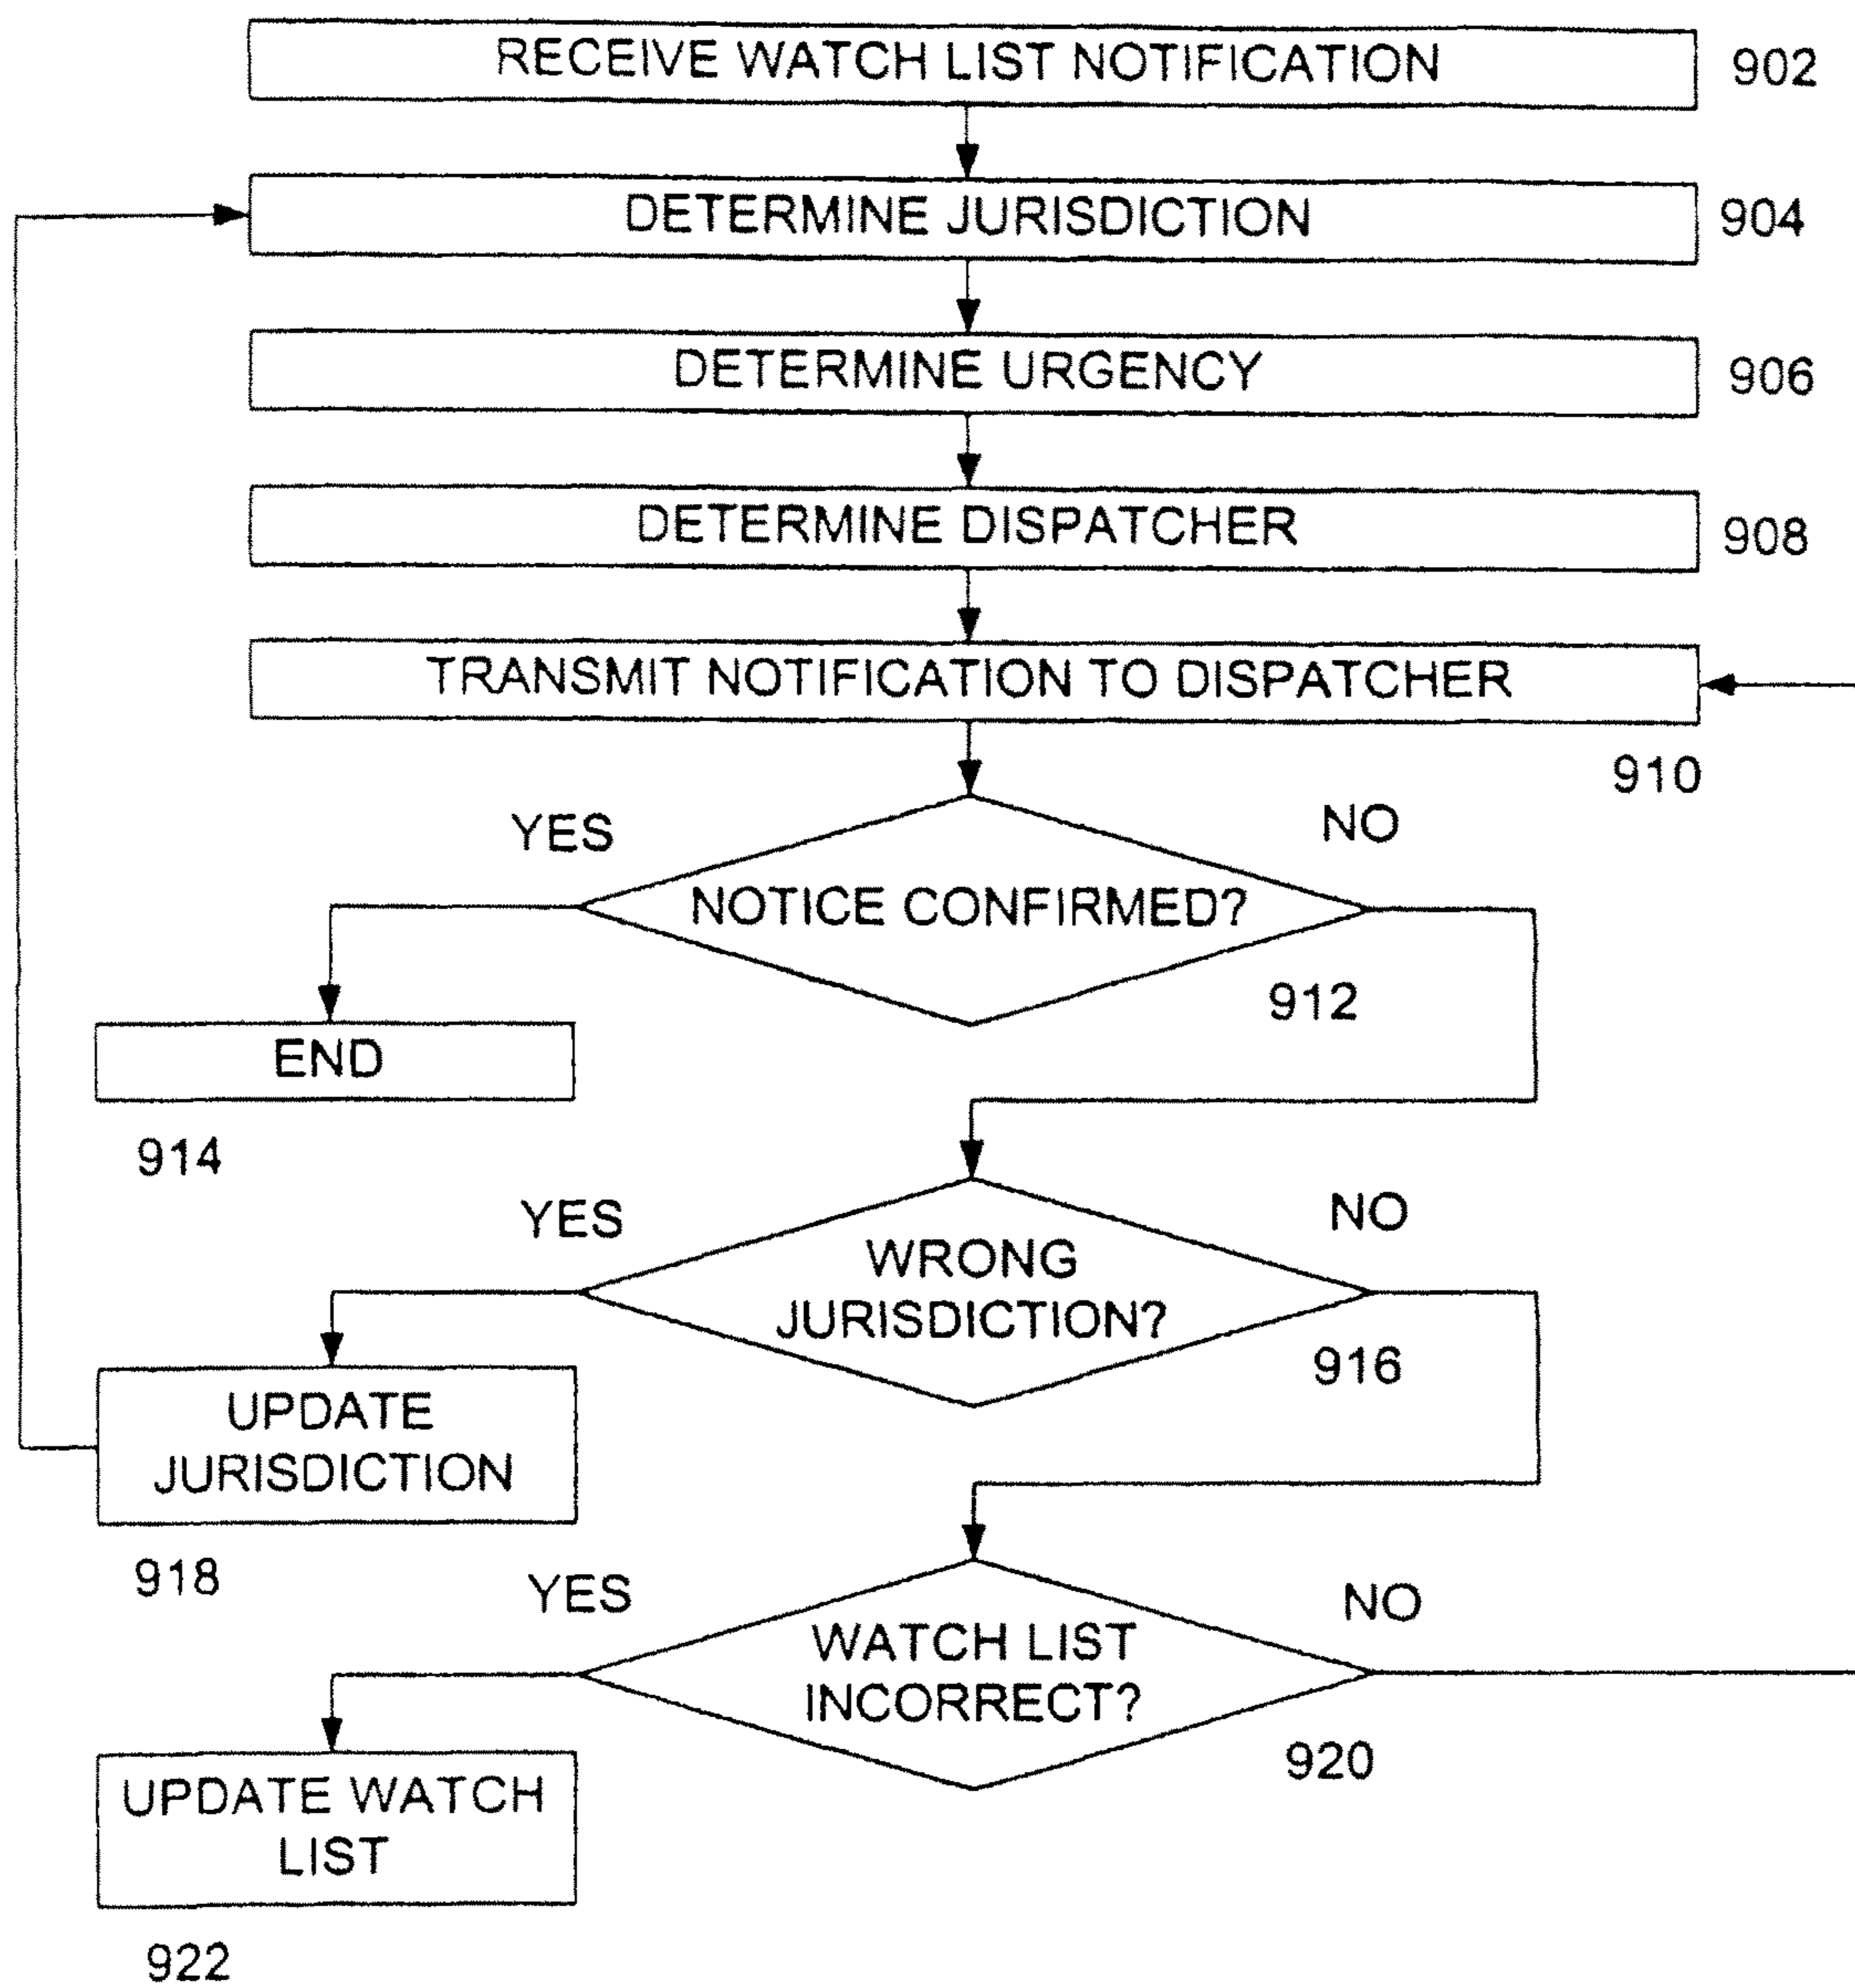 RECEIVE WATCH LIST NOTIFICATION
902
DETERMINE JURISDICTION
904
DETERMINE URGENCY
906
DETERMINE DISPATCHER
908
TRANSMIT NOTIFICATION TO DISPATCHER
910
YES
NO
NOTICE CONFIRMED?
912
END
914
YES
NO
WRONG
JURISDICTION?
916
UPDATE
JURISDICTION
918
YES
NO
WATCH LIST
INCORRECT?
920
UPDATE WATCH
LIST
922